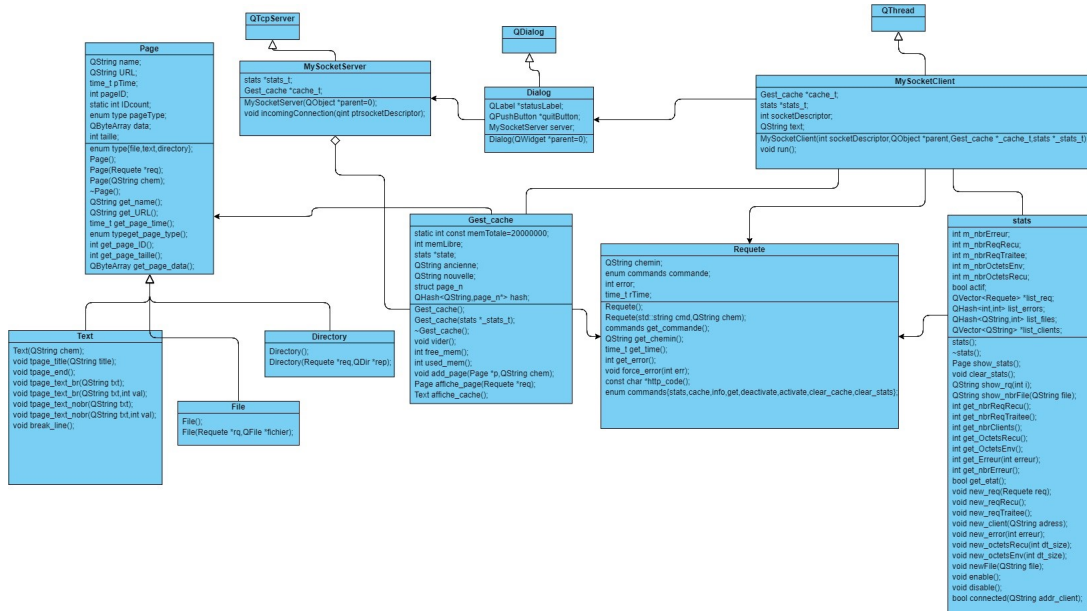 QTcpServer
QDialog
QThread
Page
QString name;
QString URL;
time_t pTime;
int pageID;
static int IDcount;
enum type pageType;
QByteArray data;
int taille;
enum type{file,text,directory};
Page();
Page(Requete *req);
Page(QString chem);
~Page();
QString get_name();
QString get_URL();
time_t get_page_time();
enum typeget_page_type();
int get_page_ID();
int get_page_taille();
QByteArray get_page_data();
MySocketServer
stats *stats_t;
Gest_cache *cache_t;
MySocketServer(QObject *parent=0);
void incomingConnection(qint ptrsocketDescriptor);
Dialog
QLabel *statusLabel;
QPushButton *quitButton;
MySocketServer server;
Dialog(QWidget *parent=0);
MySocketClient
Gest_cache *cache_t;
stats *stats_t;
int socketDescriptor;
QString text;
MySocketClient(int socketDescriptor,QObject *parent,Gest_cache *_cache_t,stats *_stats_t)
void run();
Gest_cache
static int const memTotale=20000000;
int memLibre;
stats *state;
QString ancienne;
QString nouvelle;
struct page_n
QHash<QString,page_n*> hash;
Gest_cache();
Gest_cache(stats *_stats_t);
~Gest_cache();
void vider();
int free_mem();
int used_mem();
void add_page(Page *p,QString chem);
Page affiche_page(Requete *req);
Text affiche_cache();
Requete
QString chemin;
enum commands commande;
int error;
time_t rTime;
Requete();
Requete(std::string cmd,QString chem);
commands get_commande();
QString get_chemin();
time_t get_time();
int get_error();
void force_error(int err);
const char *http_code();
enum commands{stats,cache,info,get,deactivate,activate,clear_cache,clear_stats};
stats
int m_nbrErreur;
int m_nbrReqRecu;
int m_nbrReqTraitee;
int m_nbrOctetsEnv;
int m_nbrOctetsRecu;
bool actif;
QVector<Requete> *list_req;
QHash<int,int> list_errors;
QHash<QString,int> list_files;
QVector<QString> *list_clients;
stats();
~stats();
Page show_stats();
void clear_stats();
QString show_rq(int i);
QString show_nbrFile(QString file);
int get_nbrReqRecu();
int get_nbrReqTraitee();
int get_nbrClients();
int get_OctetsRecu();
int get_OctetsEnv();
int get_Erreur(int erreur);
int get_nbrErreur();
bool get_etat();
void new_req(Requete req);
void new_reqRecu();
void new_reqTraitee();
void new_client(QString adress);
void new_error(int erreur);
void new_octetsRecu(int dt_size);
void new_octetsEnv(int dt_size);
void newFile(QString file);
void enable();
void disable();
bool connected(QString addr_client);
Text
Text(QString chem);
void tpage_title(QString title);
void tpage_end();
void tpage_text_br(QString txt);
void tpage_text_br(QString txt,int val);
void tpage_text_nobr(QString txt);
void tpage_text_nobr(QString txt,int val);
void break_line();
File
File();
File(Requete *rq,QFile *fichier);
Directory
Directory();
Directory(Requete *req,QDir *rep);